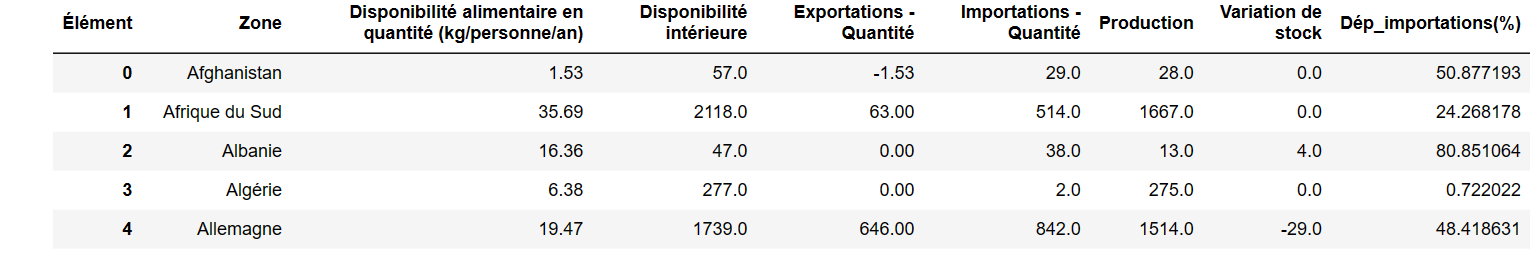 Élément Zone Disponibilité alimentaire en quantité (kg/personne/an) Disponibilité intérieure Exportations - Quantité Importations - Quantité Production Variation de stock Dép_importations(%)
0 Afghanistan 1.53 57.0 -1.53 29.0 28.0 0.0 50.877193
1 Afrique du Sud 35.69 2118.0 63.00 514.0 1667.0 0.0 24.268178
2 Albanie 16.36 47.0 0.00 38.0 13.0 4.0 80.851064
3 Algérie 6.38 277.0 0.00 2.0 275.0 0.0 0.722022
4 Allemagne 19.47 1739.0 646.00 842.0 1514.0 -29.0 48.418631